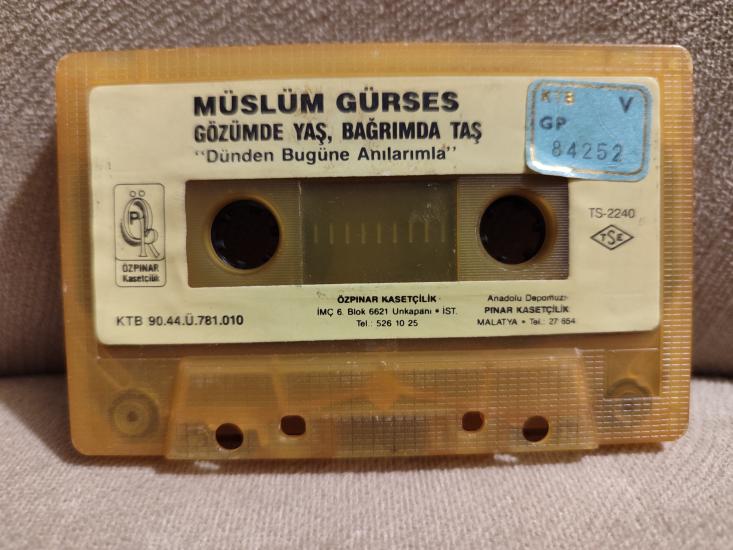 MÜSLÜM GÜRSES
GÖZÜMDE YAŞ, BAĞRIMDA TAŞ
"Dünden Bugüne Anılarımla"
KTB V
GP
84252
ÖZPINAR
Kasetçilik
TS-2240
TSE
KTB 90.44.Ü.781.010
ÖZPINAR KASETÇİLİK
İMÇ 6. Blok 6621 Unkapanı • İST.
Tel.: 526 10 25
Anadolu Depomuz:
PINAR KASETÇİLİK
MALATYA • Tel.: 27 654